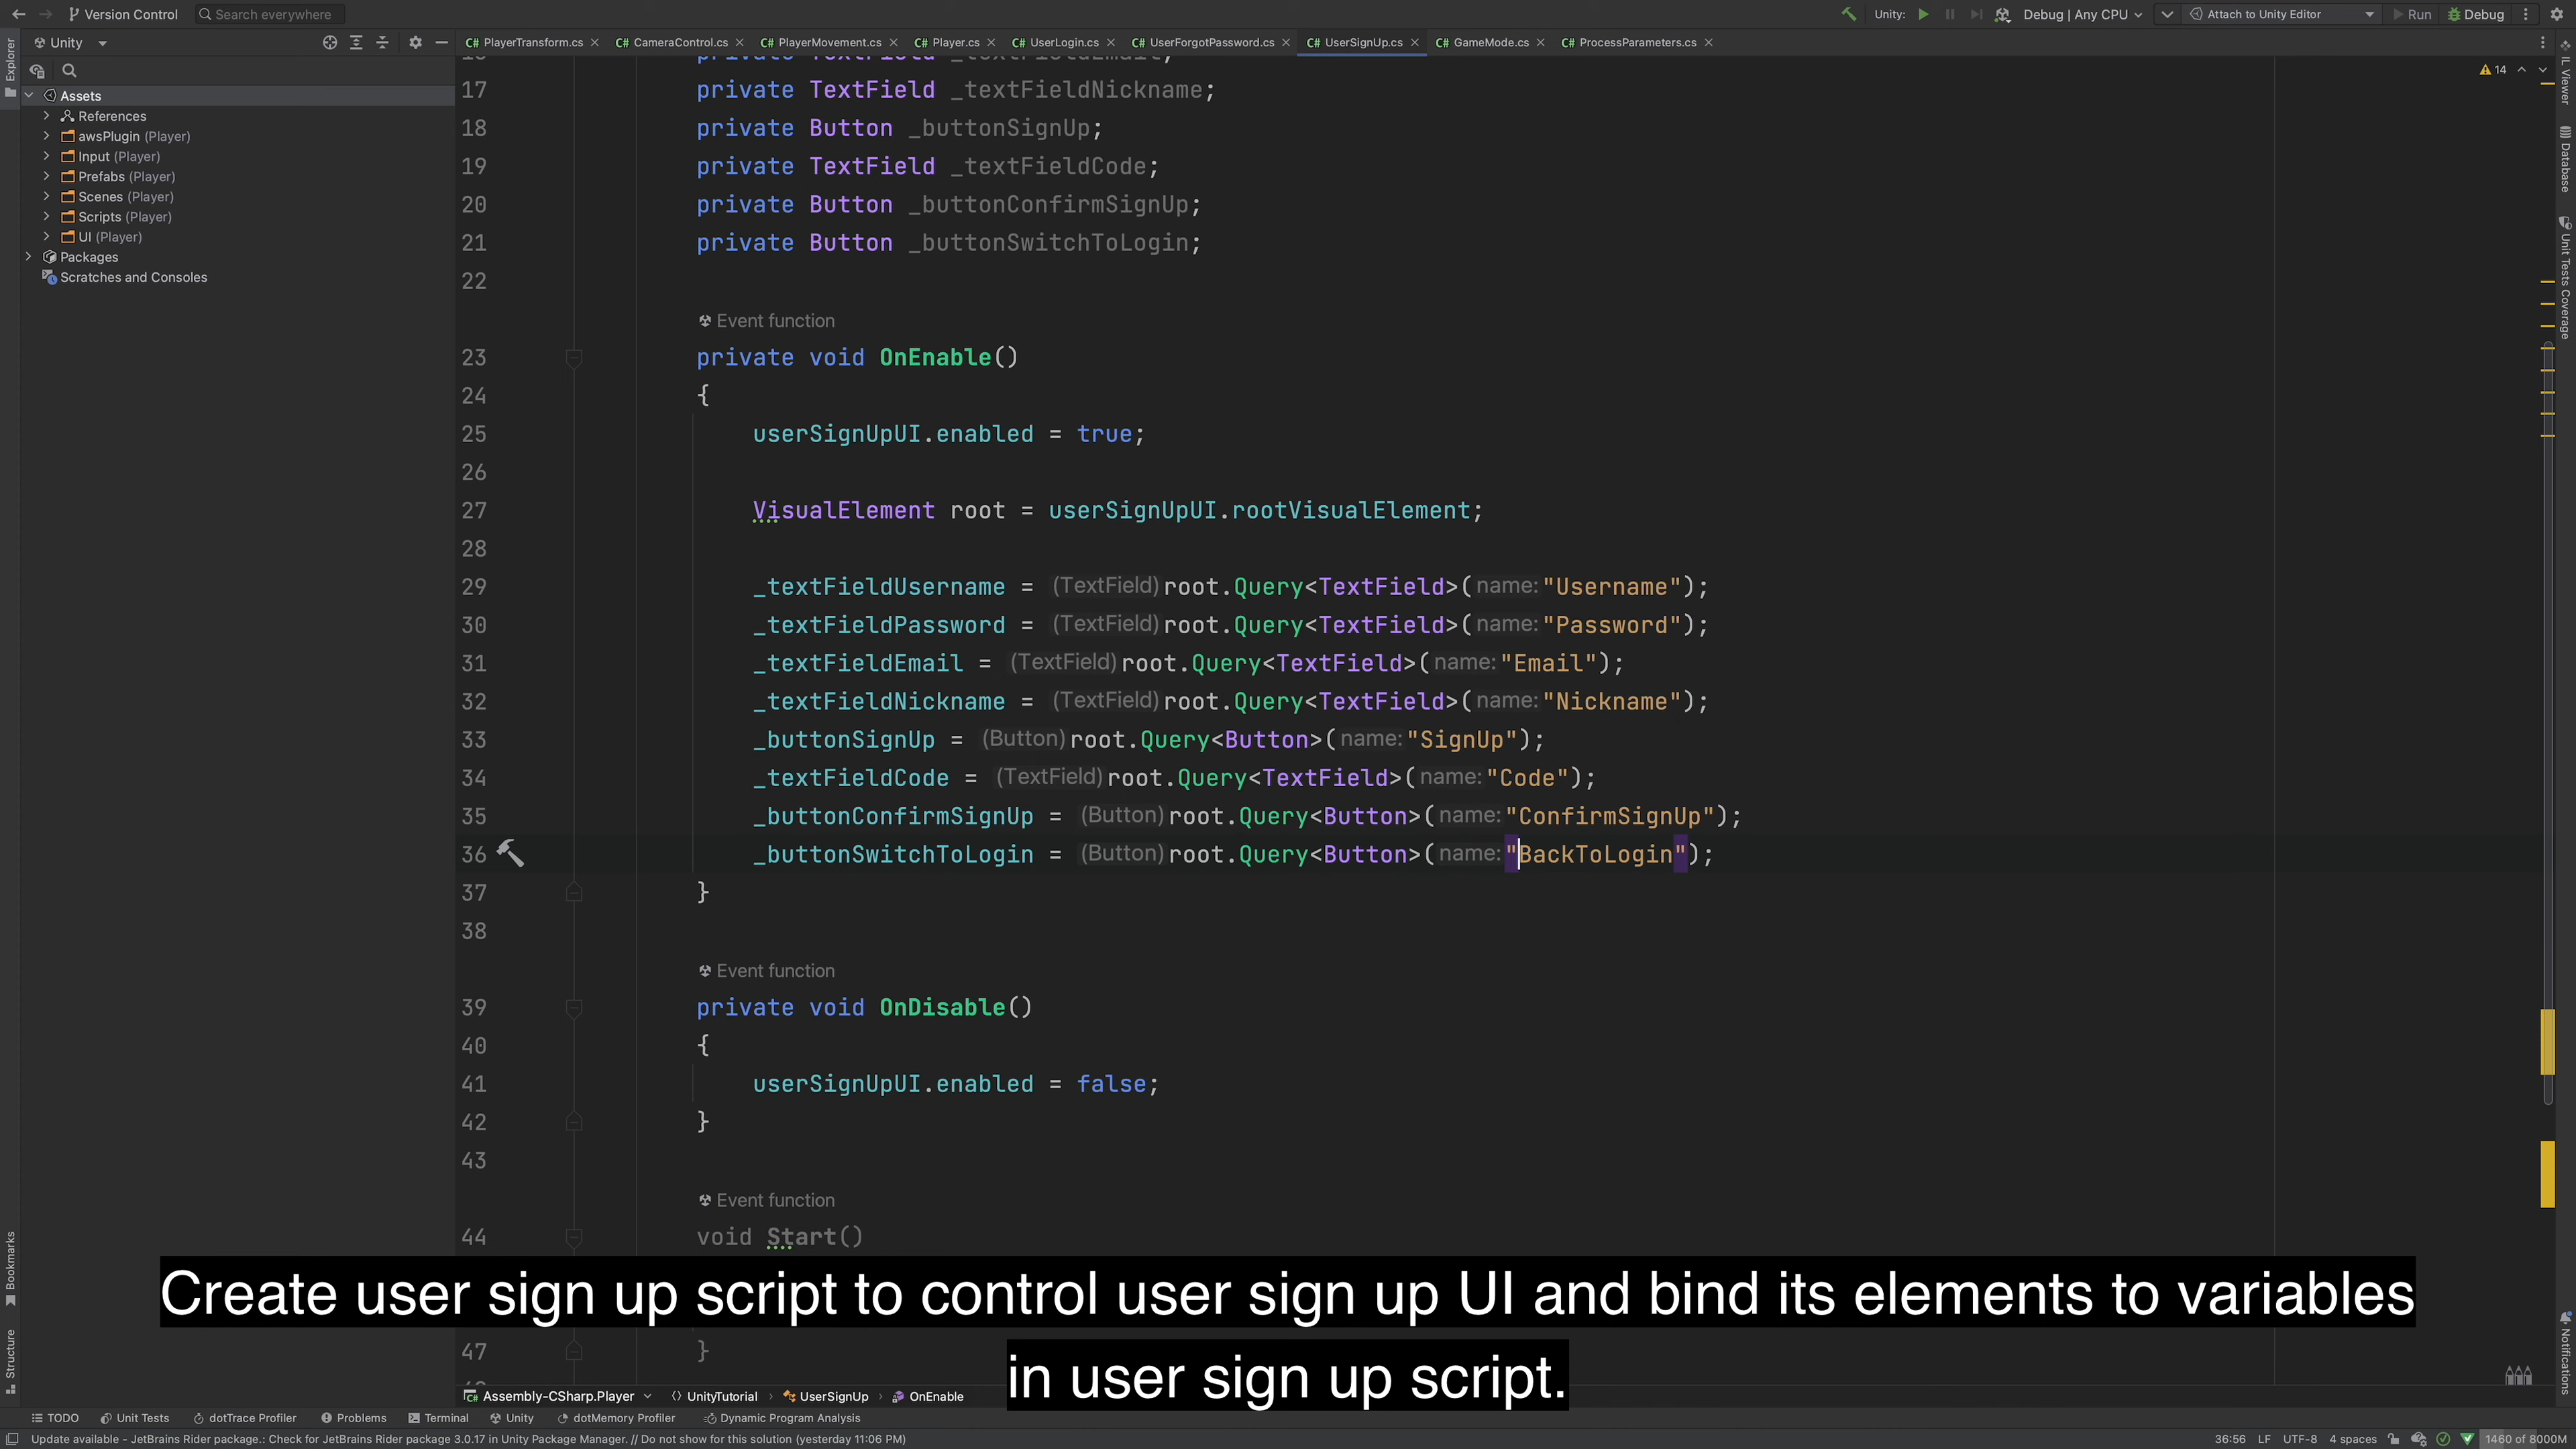 Version Control
Search everywhere
Unity:
Debug | Any CPU
Attach to Unity Editor
Run
Debug
Unity
PlayerTransform.cs
CameraControl.cs
PlayerMovement.cs
Player.cs
UserLogin.cs
UserForgotPassword.cs
UserSignUp.cs
GameMode.cs
ProcessParameters.cs
Explorer
Assets
References
awsPlugin (Player)
Input (Player)
Prefabs (Player)
Scenes (Player)
Scripts (Player)
UI (Player)
Packages
Scratches and Consoles
14
17 private TextField _textFieldNickname;
18 private Button _buttonSignUp;
19 private TextField _textFieldCode;
20 private Button _buttonConfirmSignUp;
21 private Button _buttonSwitchToLogin;
22
Event function
23 private void OnEnable()
24 {
25 userSignUpUI.enabled = true;
26
27 VisualElement root = userSignUpUI.rootVisualElement;
28
29 _textFieldUsername = (TextField) root.Query<TextField>( name: "Username");
30 _textFieldPassword = (TextField) root.Query<TextField>( name: "Password");
31 _textFieldEmail = (TextField) root.Query<TextField>( name: "Email");
32 _textFieldNickname = (TextField) root.Query<TextField>( name: "Nickname");
33 _buttonSignUp = (Button) root.Query<Button>( name: "SignUp");
34 _textFieldCode = (TextField) root.Query<TextField>( name: "Code");
35 _buttonConfirmSignUp = (Button) root.Query<Button>( name: "ConfirmSignUp");
36 _buttonSwitchToLogin = (Button) root.Query<Button>( name: "BackToLogin");
37 }
38
Event function
39 private void OnDisable()
40 {
41 userSignUpUI.enabled = false;
42 }
43
Event function
44 void Start()
47 }
Create user sign up script to control user sign up UI and bind its elements to variables
in user sign up script.
IL Viewer
Database
Unit Tests Coverage
Notifications
Bookmarks
Structure
Assembly-CSharp.Player
UnityTutorial
UserSignUp
OnEnable
TODO
Unit Tests
dotTrace Profiler
Problems
Terminal
Unity
dotMemory Profiler
Dynamic Program Analysis
Update available - JetBrains Rider package.: Check for JetBrains Rider package 3.0.17 in Unity Package Manager. // Do not show for this solution (yesterday 11:06 PM)
36:56 LF UTF-8 4 spaces
1460 of 8000M